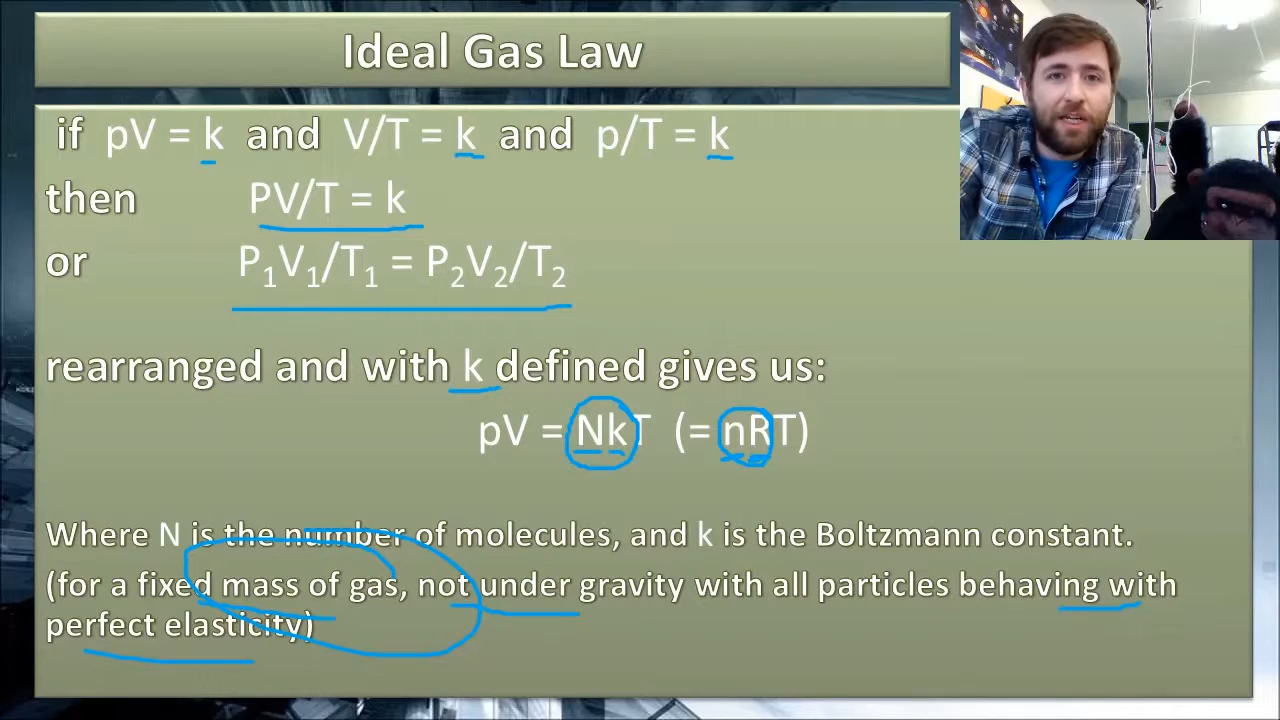 Ideal Gas Law
if pV = k and V/T = k and p/T = k
then PV/T = k
or P₁V₁/T₁ = P₂V₂/T₂
rearranged and with k defined gives us:
pV = NkT (= nRT)
Where N is the number of molecules, and k is the Boltzmann constant.
(for a fixed mass of gas, not under gravity with all particles behaving with
perfect elasticity)